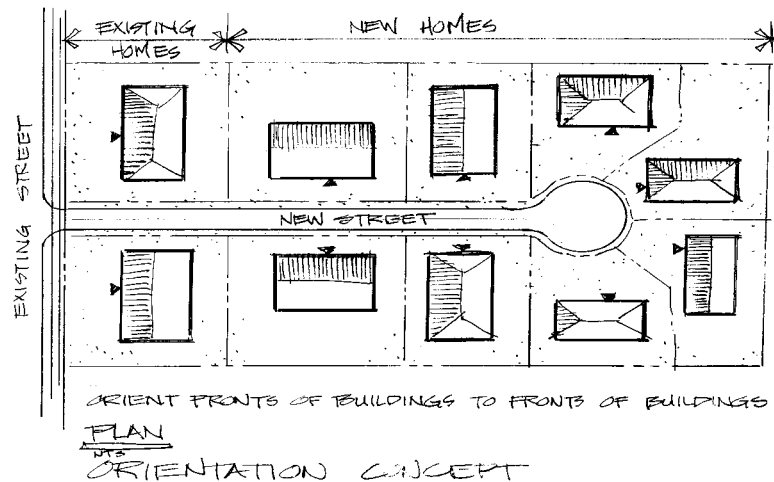 EXISTING HOMES
NEW HOMES
EXISTING STREET
NEW STREET
ORIENT FRONTS OF BUILDINGS TO FRONTS OF BUILDINGS
PLAN
NTS
ORIENTATION CONCEPT